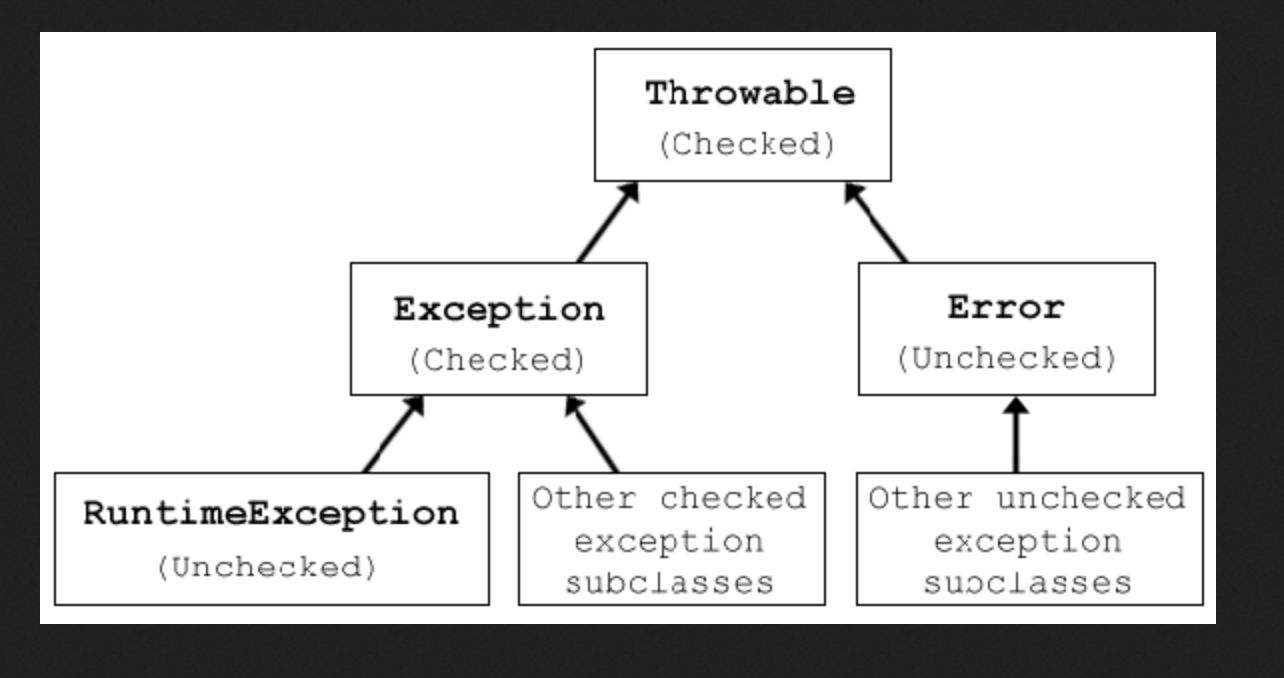 Throwable
(Checked)
Exception
(Checked)
Error
(Unchecked)
RuntimeException
(Unchecked)
Other checked
exception
subclasses
Other unchecked
exception
subclasses